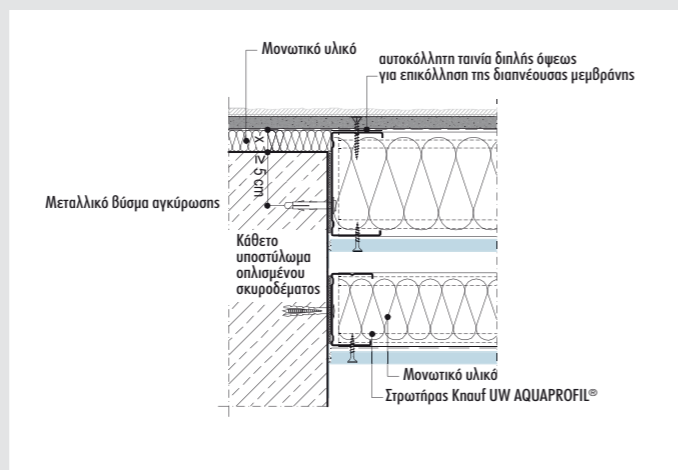 Μονωτικό υλικό
αυτοκόλλητη ταινία διπλής όψεως
για επικόλληση της διαπνέουσας μεμβράνης
x
≥ 5 cm
Μεταλλικό βύσμα αγκύρωσης
Κάθετο
υποστύλωμα
οπλισμένου
σκυροδέματος
Μονωτικό υλικό
Στρωτήρας Knauf UW AQUAPROFIL®